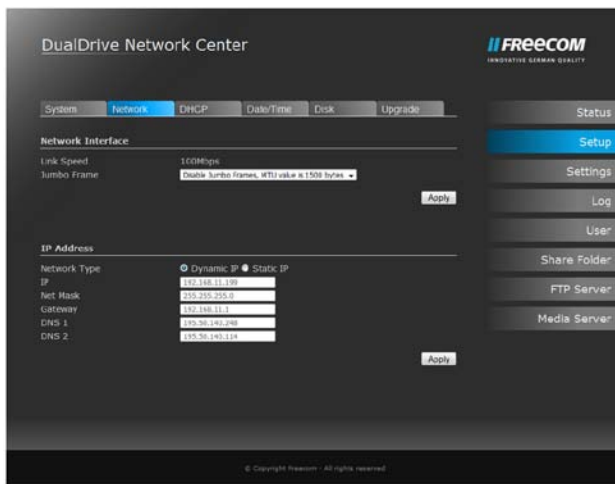 DualDrive Network Center
FREECOM
INNOVATIVE GERMAN QUALITY
System Network DHCP Date/Time Disk Upgrade
Status
Setup
Settings
Log
User
Share Folder
FTP Server
Media Server
Network Interface
Link Speed 100Mbps
Jumbo Frame Disable Jumbo Frames, MTU value is 1500 bytes
Apply
IP Address
Network Type Dynamic IP Static IP
IP 192.168.11.199
Net Mask 255.255.255.0
Gateway 192.168.11.1
DNS 1 195.50.140.248
DNS 2 195.50.140.114
Apply
© Copyright Freecom - All rights reserved